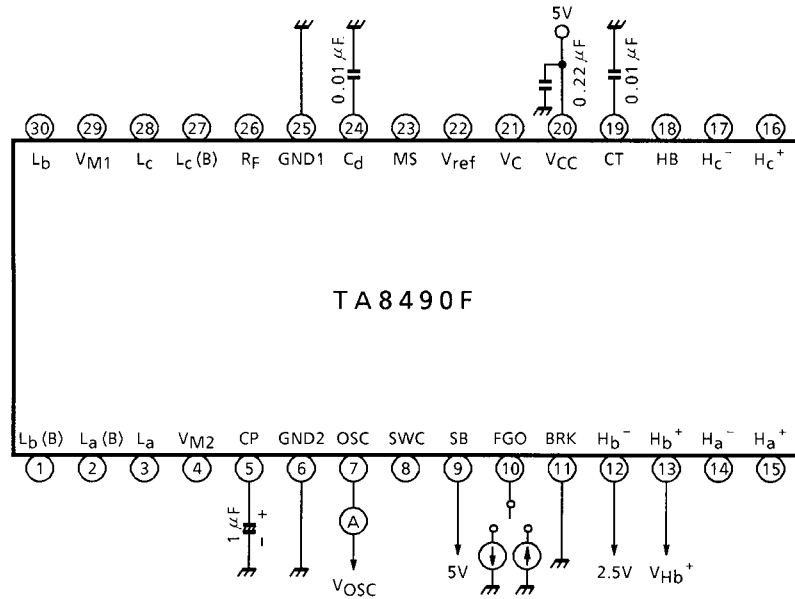 5V
0.01 μF
0.22 μF
0.01 μF
30 29 28 27 26 25 24 23 22 21 20 19 18 17 16
Lb VM1 Lc Lc (B) RF GND1 Cd MS Vref VC VCC CT HB Hc⁻ Hc⁺
TA8490F
Lb (B) La (B) La VM2 CP GND2 OSC SWC SB FGO BRK Hb⁻ Hb⁺ Ha⁻ Ha⁺
1 2 3 4 5 6 7 8 9 10 11 12 13 14 15
1 μF
+
−
A
VOSC
5V
2.5V
VHb⁺